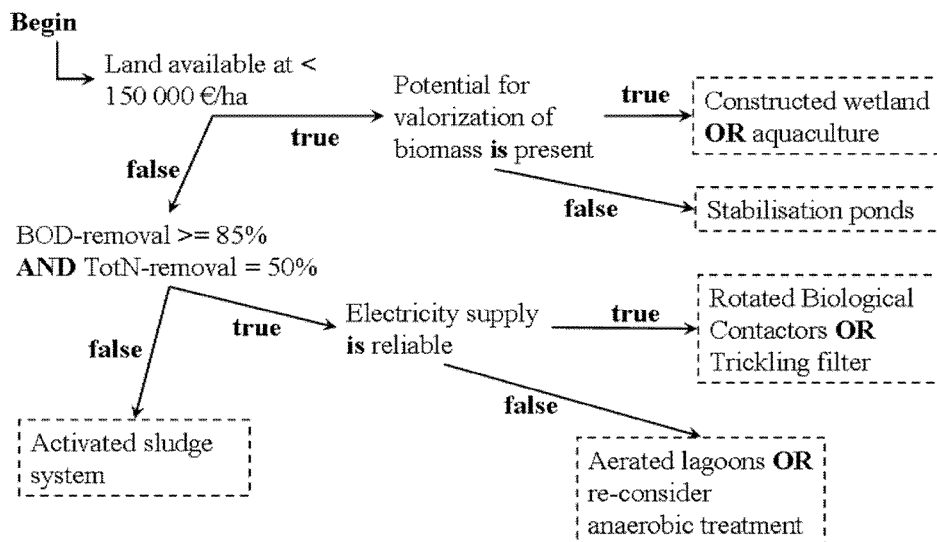 Begin
Land available at <
150 000 €/ha
Potential for
valorization of
biomass is present
true
Constructed wetland
OR aquaculture
true
false
false
Stabilisation ponds
BOD-removal >= 85%
AND TotN-removal = 50%
Electricity supply
is reliable
true
Rotated Biological
Contactors OR
Trickling filter
true
false
false
Activated sludge
system
Aerated lagoons OR
re-consider
anaerobic treatment